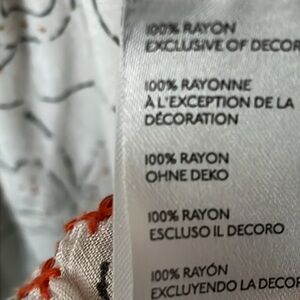 100% RAYON
EXCLUSIVE OF DECOR
100% RAYONNE
À L'EXCEPTION DE LA
DÉCORATION
100% RAYON
OHNE DEKO
100% RAYON
ESCLUSO IL DECORO
100% RAYÓN
EXCLUYENDO LA DECOR